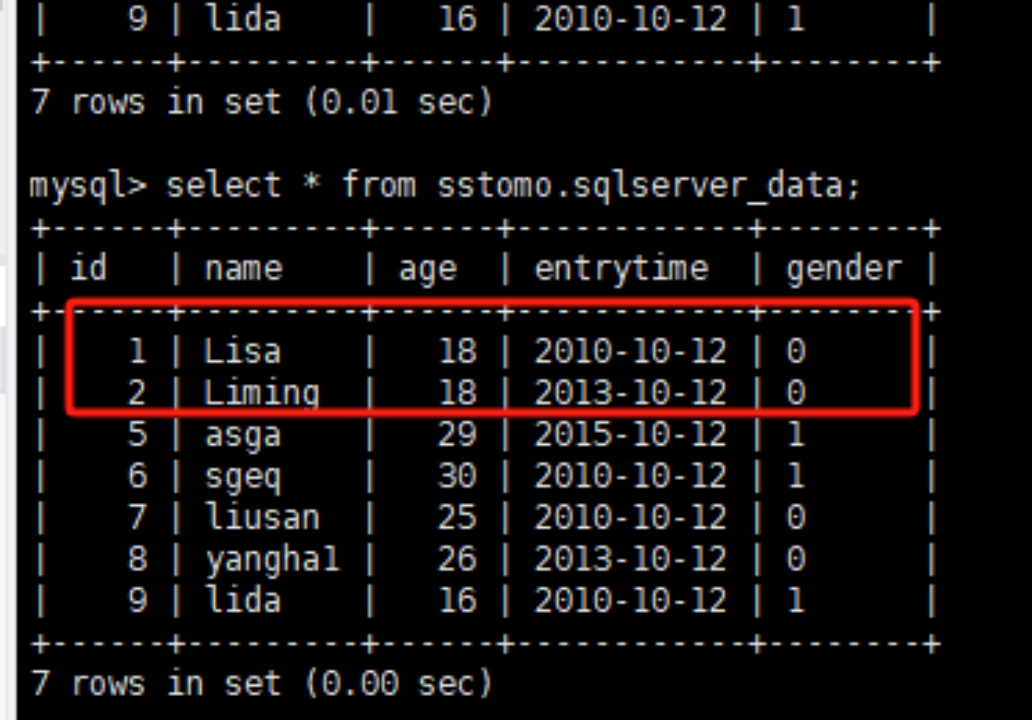 |    9 | lida    |   16 | 2010-10-12 | 1      |
+------+---------+------+------------+--------+
7 rows in set (0.01 sec)
mysql> select * from sstomo.sqlserver_data;
+------+---------+------+------------+--------+
| id   | name    | age  | entrytime  | gender |
+------+---------+------+------------+--------+
|    1 | Lisa    |   18 | 2010-10-12 | 0      |
|    2 | Liming  |   18 | 2013-10-12 | 0      |
|    5 | asga    |   29 | 2015-10-12 | 1      |
|    6 | sgeq    |   30 | 2010-10-12 | 1      |
|    7 | liusan  |   25 | 2010-10-12 | 0      |
|    8 | yanghal |   26 | 2013-10-12 | 0      |
|    9 | lida    |   16 | 2010-10-12 | 1      |
+------+---------+------+------------+--------+
7 rows in set (0.00 sec)